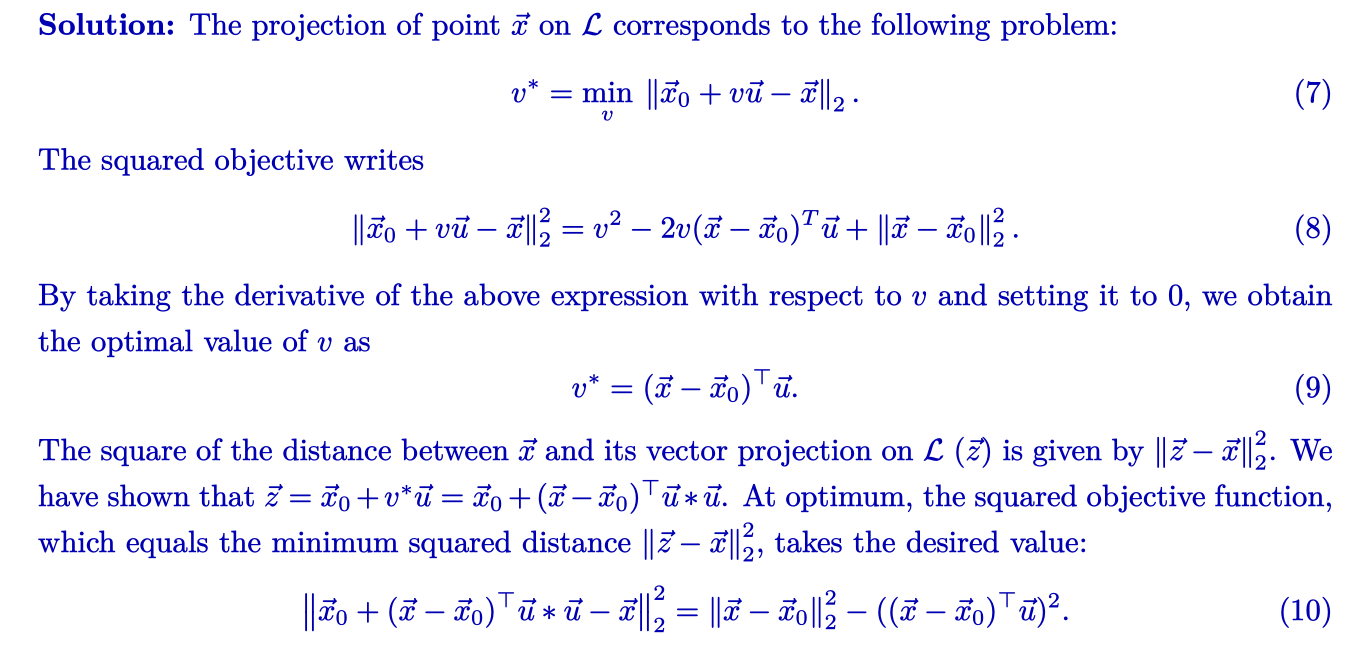 Solution: The projection of point $\vec{x}$ on $\mathcal{L}$ corresponds to the following problem:
$$v^* = \min_v \|\vec{x}_0 + v\vec{u} - \vec{x}\|_2 .$$ (7)
The squared objective writes
$$\|\vec{x}_0 + v\vec{u} - \vec{x}\|_2^2 = v^2 - 2v(\vec{x} - \vec{x}_0)^T\vec{u} + \|\vec{x} - \vec{x}_0\|_2^2 .$$ (8)
By taking the derivative of the above expression with respect to $v$ and setting it to 0, we obtain
the optimal value of $v$ as
$$v^* = (\vec{x} - \vec{x}_0)^\top\vec{u}.$$ (9)
The square of the distance between $\vec{x}$ and its vector projection on $\mathcal{L}$ ($\vec{z}$) is given by $\|\vec{z} - \vec{x}\|_2^2$. We
have shown that $\vec{z} = \vec{x}_0 + v^*\vec{u} = \vec{x}_0 + (\vec{x} - \vec{x}_0)^\top\vec{u} * \vec{u}$. At optimum, the squared objective function,
which equals the minimum squared distance $\|\vec{z} - \vec{x}\|_2^2$, takes the desired value:
$$\left\|\vec{x}_0 + (\vec{x} - \vec{x}_0)^\top\vec{u} * \vec{u} - \vec{x}\right\|_2^2 = \|\vec{x} - \vec{x}_0\|_2^2 - ((\vec{x} - \vec{x}_0)^\top\vec{u})^2.$$ (10)